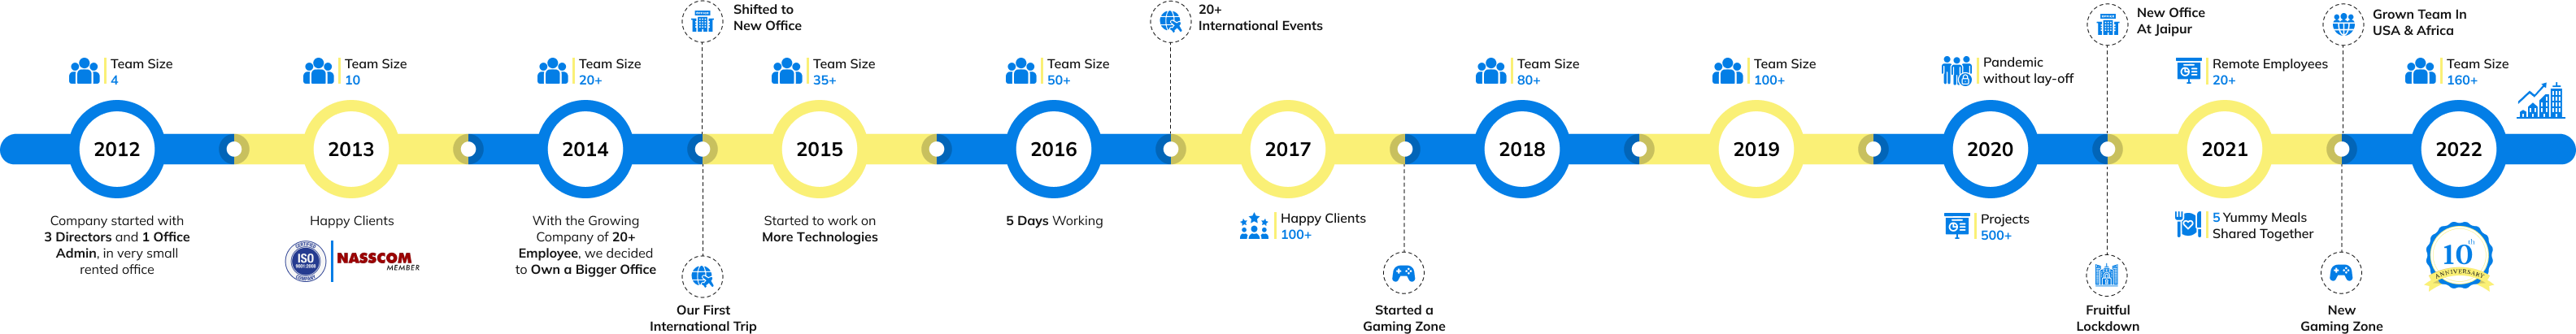 Team Size
4
2012
Company started with
3 Directors and 1 Office
Admin, in very small
rented office
Team Size
10
2013
Happy Clients
CERTIFIED
ISO
9001:2008
COMPANY
NASSCOM
MEMBER
Team Size
20+
2014
With the Growing
Company of 20+
Employee, we decided
to Own a Bigger Office
Shifted to
New Office
Our First
International Trip
Team Size
35+
2015
Started to work on
More Technologies
Team Size
50+
2016
5 Days Working
20+
International Events
2017
Happy Clients
100+
Started a
Gaming Zone
Team Size
80+
2018
Team Size
100+
2019
Pandemic
without lay-off
2020
Projects
500+
New Office
At Jaipur
Fruitful
Lockdown
Remote Employees
20+
2021
5 Yummy Meals
Shared Together
Grown Team In
USA & Africa
New
Gaming Zone
Team Size
160+
2022
10th
ANNIVERSARY